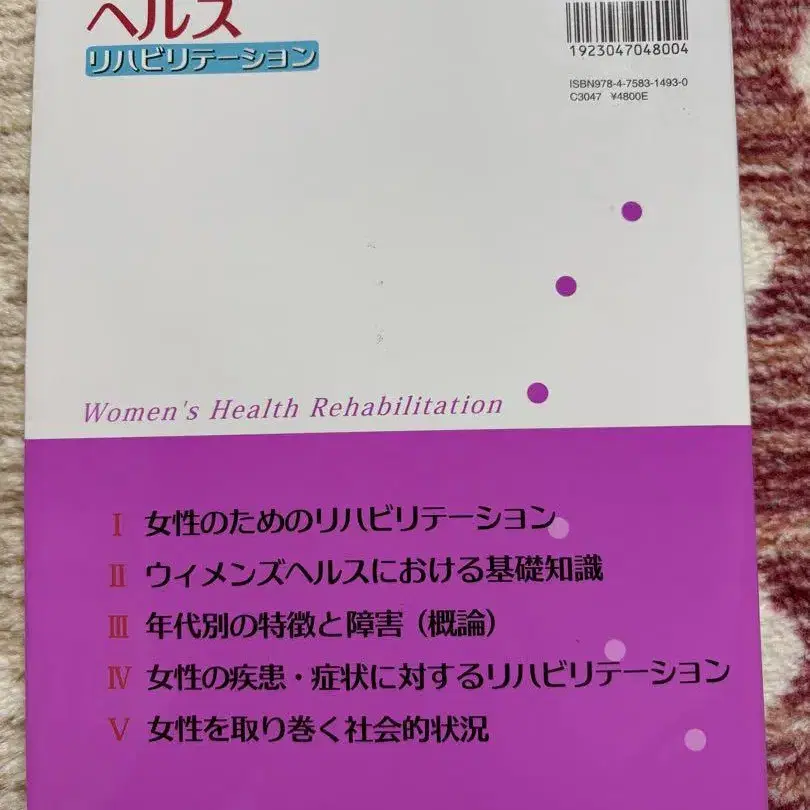 ヘルス
リハビリテーション
1923047048004
ISBN978-4-7583-1493-0
C3047 ¥4800E
Women's Health Rehabilitation
Ⅰ 女性のためのリハビリテーション
Ⅱ ウィメンズヘルスにおける基礎知識
Ⅲ 年代別の特徴と障害（概論）
Ⅳ 女性の疾患・症状に対するリハビリテーション
Ⅴ 女性を取り巻く社会的状況